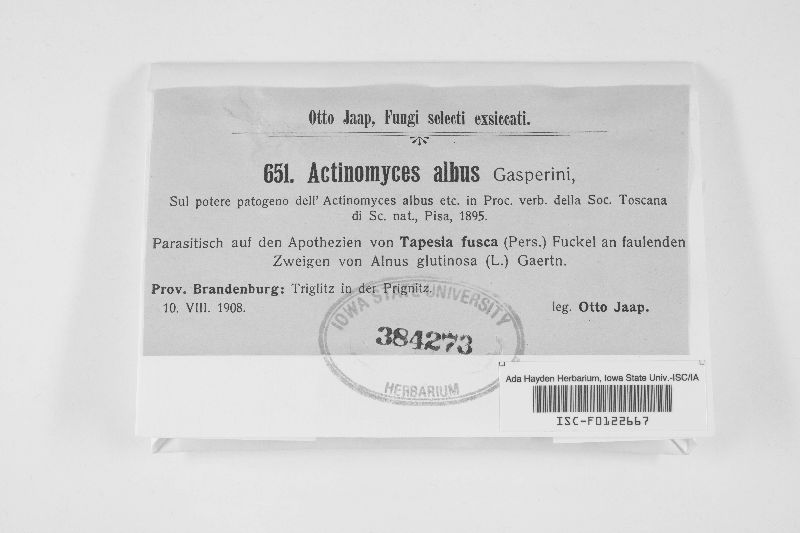 Otto Jaap, Fungi selecti exsiccati.
651. Actinomyces albus Gasperini,
Sul potere patogeno dell' Actinomyces albus etc. in Proc. verb. della Soc. Toscana
di Sc. nat., Pisa, 1895.
Parasitisch auf den Apothezien von Tapesia fusca (Pers.) Fuckel an faulenden
Zweigen von Alnus glutinosa (L.) Gaertn.
Prov. Brandenburg: Triglitz in der Prignitz.
10. VIII. 1908. leg. Otto Jaap.
IOWA STATE UNIVERSITY
384273
HERBARIUM
Ada Hayden Herbarium, Iowa State Univ.-ISC/IA
ISC-F0122667